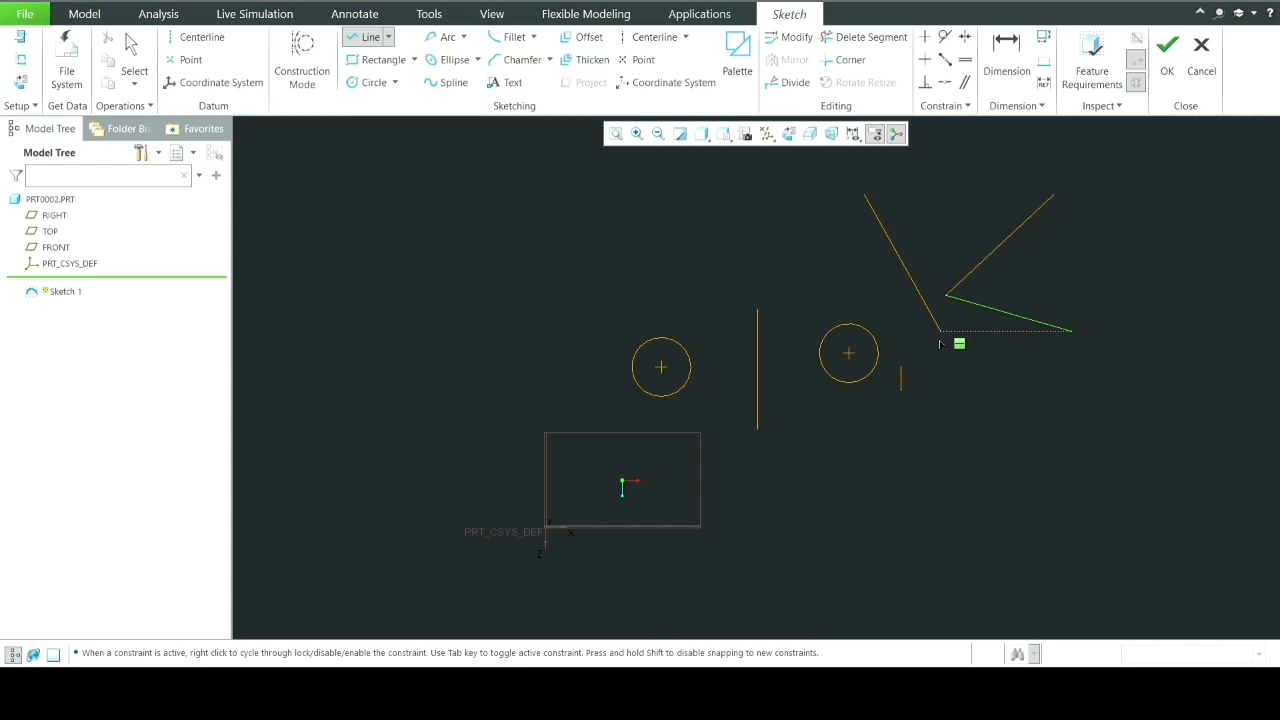 File Model Analysis Live Simulation Annotate Tools View Flexible Modeling Applications Sketch
Centerline Line Arc Fillet Offset Centerline Modify Delete Segment
Point Rectangle Ellipse Chamfer Thicken Point Mirror Corner
File System Select Coordinate System Construction Mode Circle Spline Text Project Coordinate System Palette Divide Rotate Resize Dimension REF Feature Requirements OK Cancel
Setup Get Data Operations Datum Sketching Editing Constrain Dimension Inspect Close
Model Tree Folder Br Favorites
Model Tree
PRT0002.PRT
RIGHT
TOP
FRONT
PRT_CSYS_DEF
Sketch 1
PRT_CSYS_DEF
Y
X
Z
• When a constraint is active, right click to cycle through lock/disable/enable the constraint. Use Tab key to toggle active constraint. Press and hold Shift to disable snapping to new constraints.